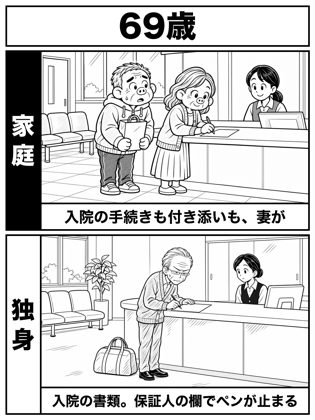 69歳
家庭
入院の手続きも付き添いも、妻が
独身
入院の書類。保証人の欄でペンが止まる